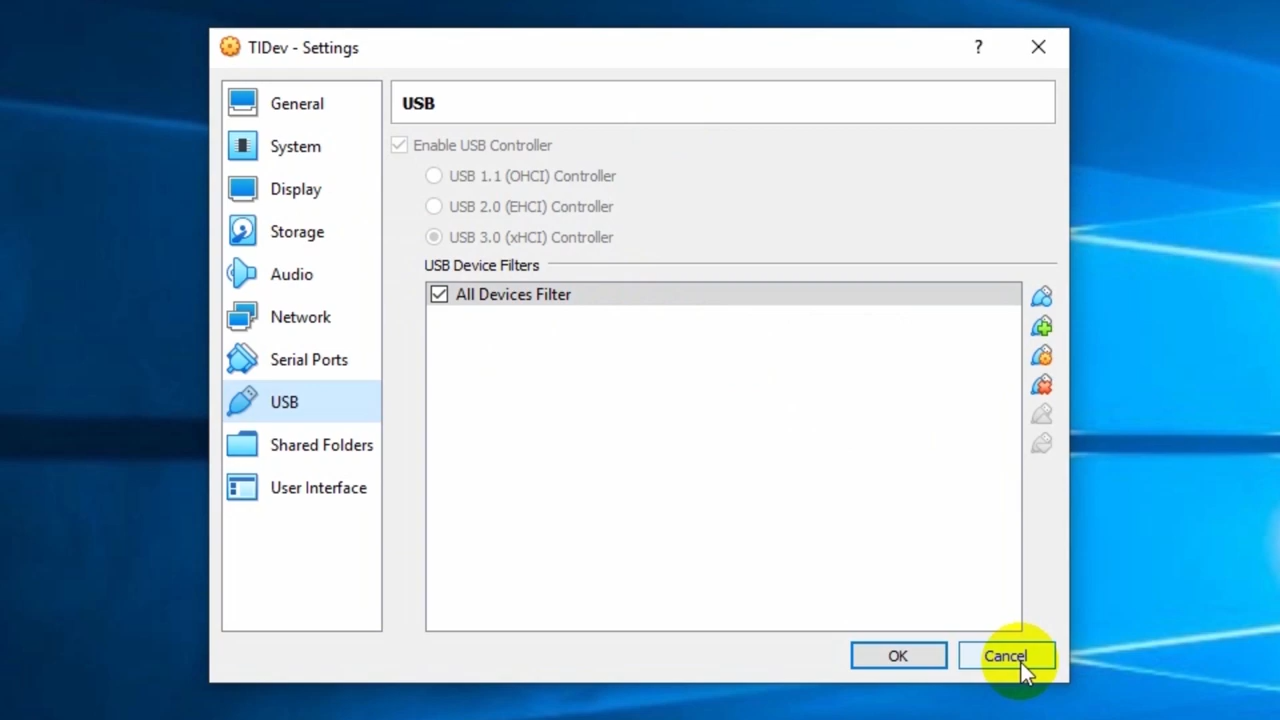 TIDev - Settings
?
General
System
Display
Storage
Audio
Network
Serial Ports
USB
Shared Folders
User Interface
USB
Enable USB Controller
USB 1.1 (OHCI) Controller
USB 2.0 (EHCI) Controller
USB 3.0 (xHCI) Controller
USB Device Filters
All Devices Filter
OK
Cancel